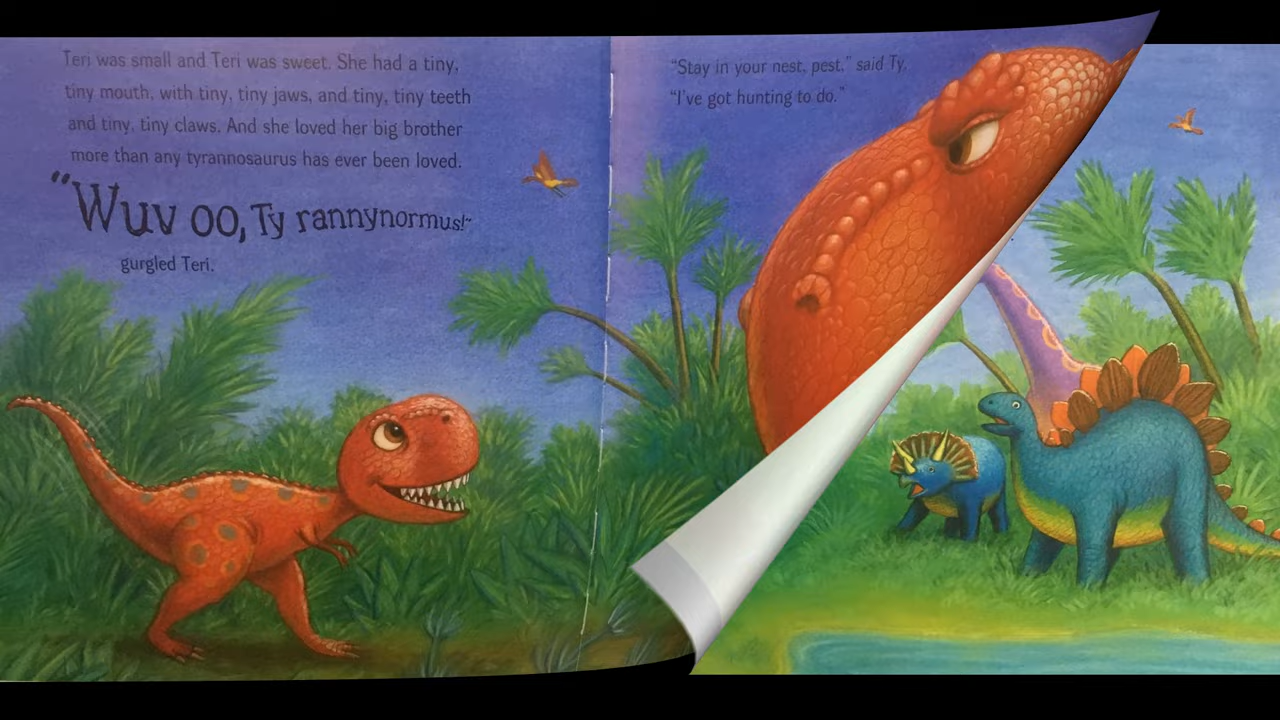 Teri was small and Teri was sweet. She had a tiny,
tiny mouth, with tiny, tiny jaws, and tiny, tiny teeth
and tiny, tiny claws. And she loved her big brother
more than any tyrannosaurus has ever been loved.
“Wuv oo, Ty rannynormus!”
gurgled Teri.
“Stay in your nest, pest,” said Ty.
“I’ve got hunting to do.”